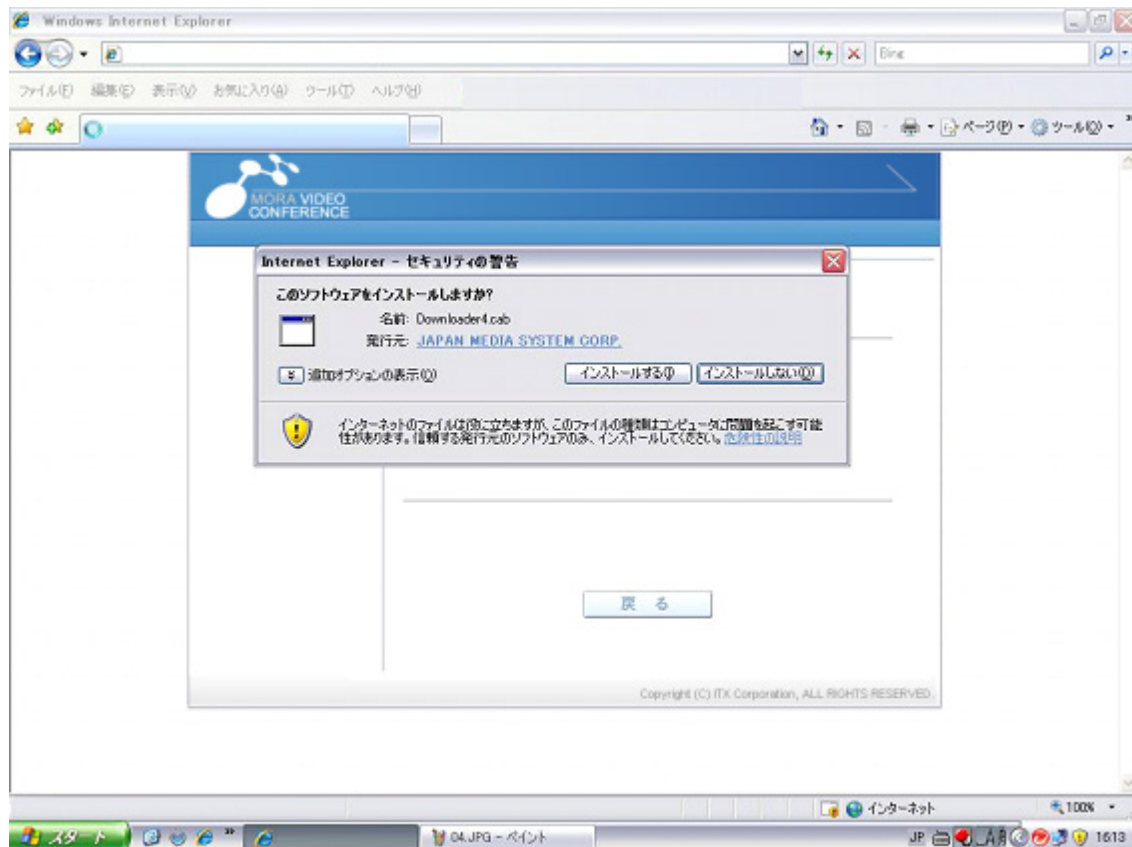 Windows Internet Explorer
Bing
ファイル(F) 編集(E) 表示(V) お気に入り(A) ツール(T) ヘルプ(H)
ページ(P) ツール(O)
MORA VIDEO
CONFERENCE
Internet Explorer - セキュリティの警告
このソフトウェアをインストールしますか?
名前: Downloader4.cab
発行元: JAPAN MEDIA SYSTEM CORP.
追加オプションの表示(O) インストールする(I) インストールしない(D)
インターネットのファイルは役に立ちますが、このファイルの種類はコンピュータに問題を起こす可能
性があります。信頼する発行元のソフトウェアのみ、インストールしてください。危険性の説明
戻 る
Copyright (C) ITX Corporation, ALL RIGHTS RESERVED.
インターネット 100%
スタート 04.JPG - ペイント JP 16:13